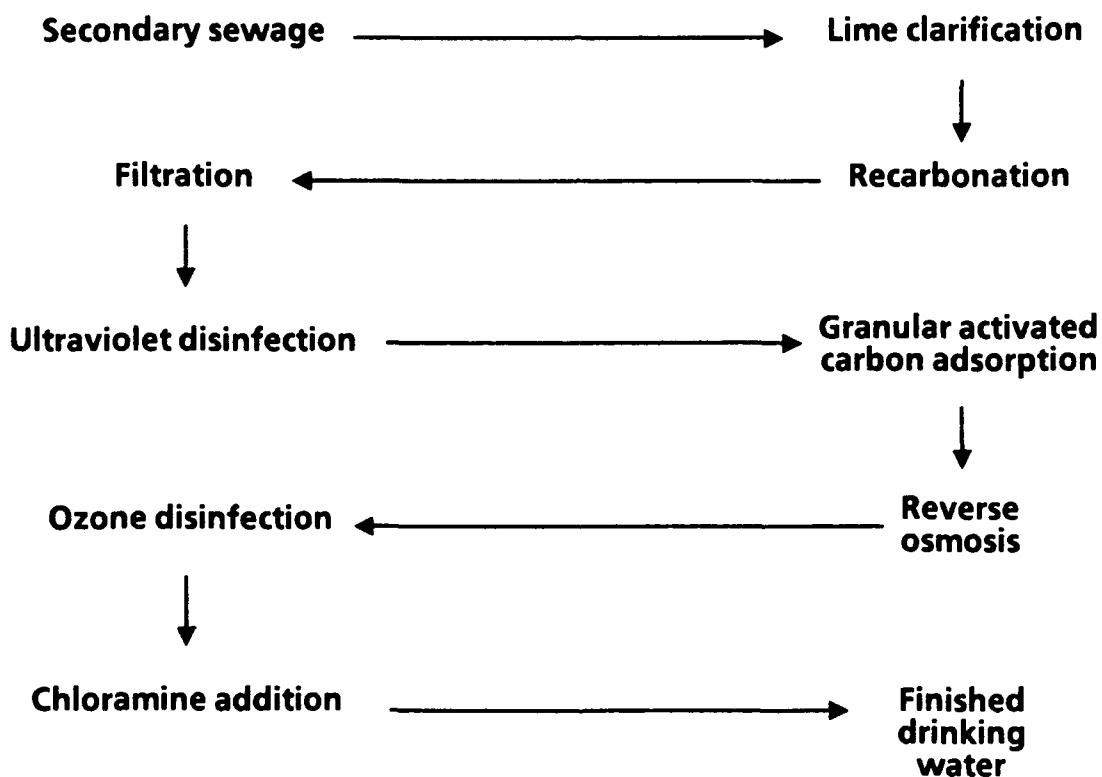 Secondary sewage
Lime clarification
Filtration
Recarbonation
Ultraviolet disinfection
Granular activated
carbon adsorption
Ozone disinfection
Reverse
osmosis
Chloramine addition
Finished
drinking
water